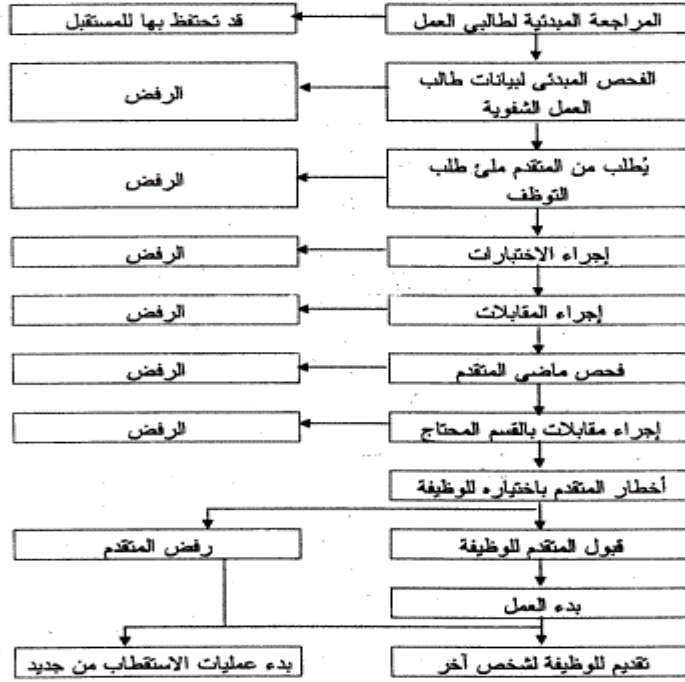 المراجعة المبدئية لطالبي العمل
قد تحتفظ بها للمستقبل
الفحص المبدئى لبيانات طالب
العمل الشفوية
الرفض
يُطلب من المتقدم ملئ طلب
التوظف
الرفض
إجراء الاختبارات
الرفض
إجراء المقابلات
الرفض
فحص ماضى المتقدم
الرفض
إجراء مقابلات بالقسم المحتاج
الرفض
أخطار المتقدم باختياره للوظيفة
قبول المتقدم للوظيفة
رفض المتقدم
بدء العمل
تقديم للوظيفة لشخص آخر
بدء عمليات الاستقطاب من جديد